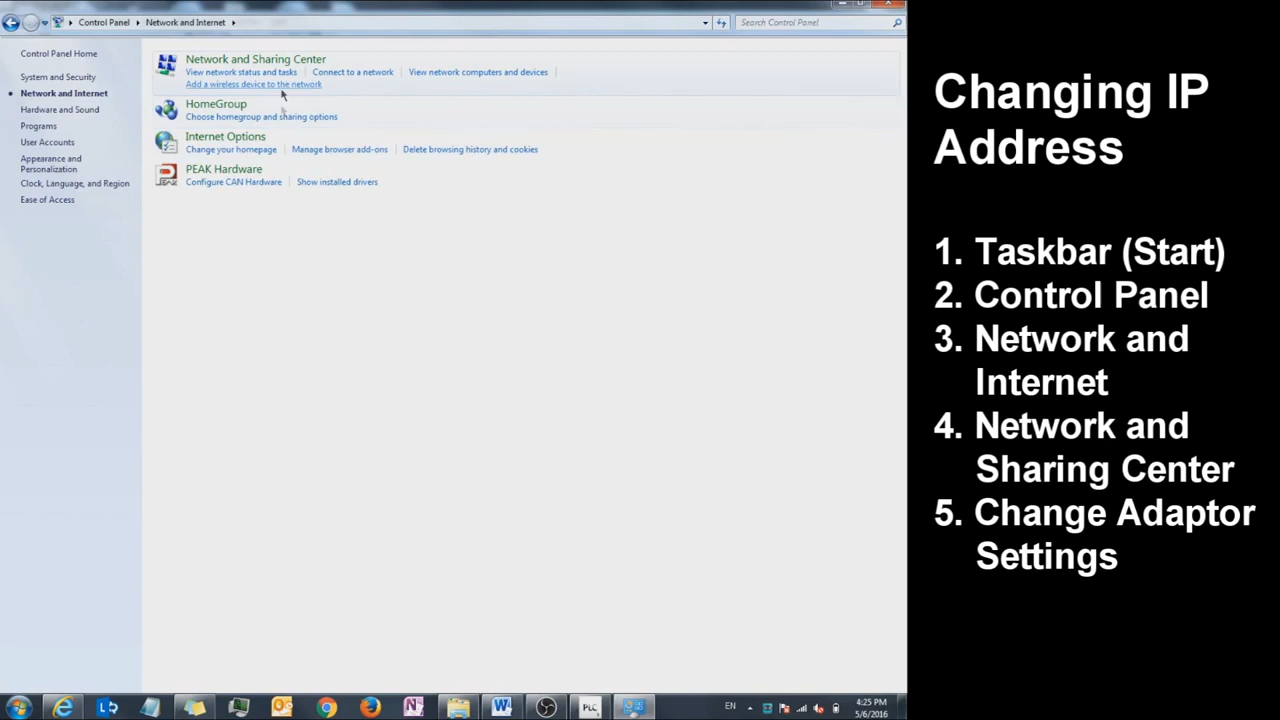 Control Panel
Network and Internet
Search Control Panel
Control Panel Home
System and Security
Network and Internet
Hardware and Sound
Programs
User Accounts
Appearance and
Personalization
Clock, Language, and Region
Ease of Access
Network and Sharing Center
View network status and tasks
Connect to a network
View network computers and devices
Add a wireless device to the network
HomeGroup
Choose homegroup and sharing options
Internet Options
Change your homepage
Manage browser add-ons
Delete browsing history and cookies
PEAK Hardware
Configure CAN Hardware
Show installed drivers
Changing IP
Address
1. Taskbar (Start)
2. Control Panel
3. Network and
Internet
4. Network and
Sharing Center
5. Change Adaptor
Settings
PLC
EN
4:25 PM
5/6/2016